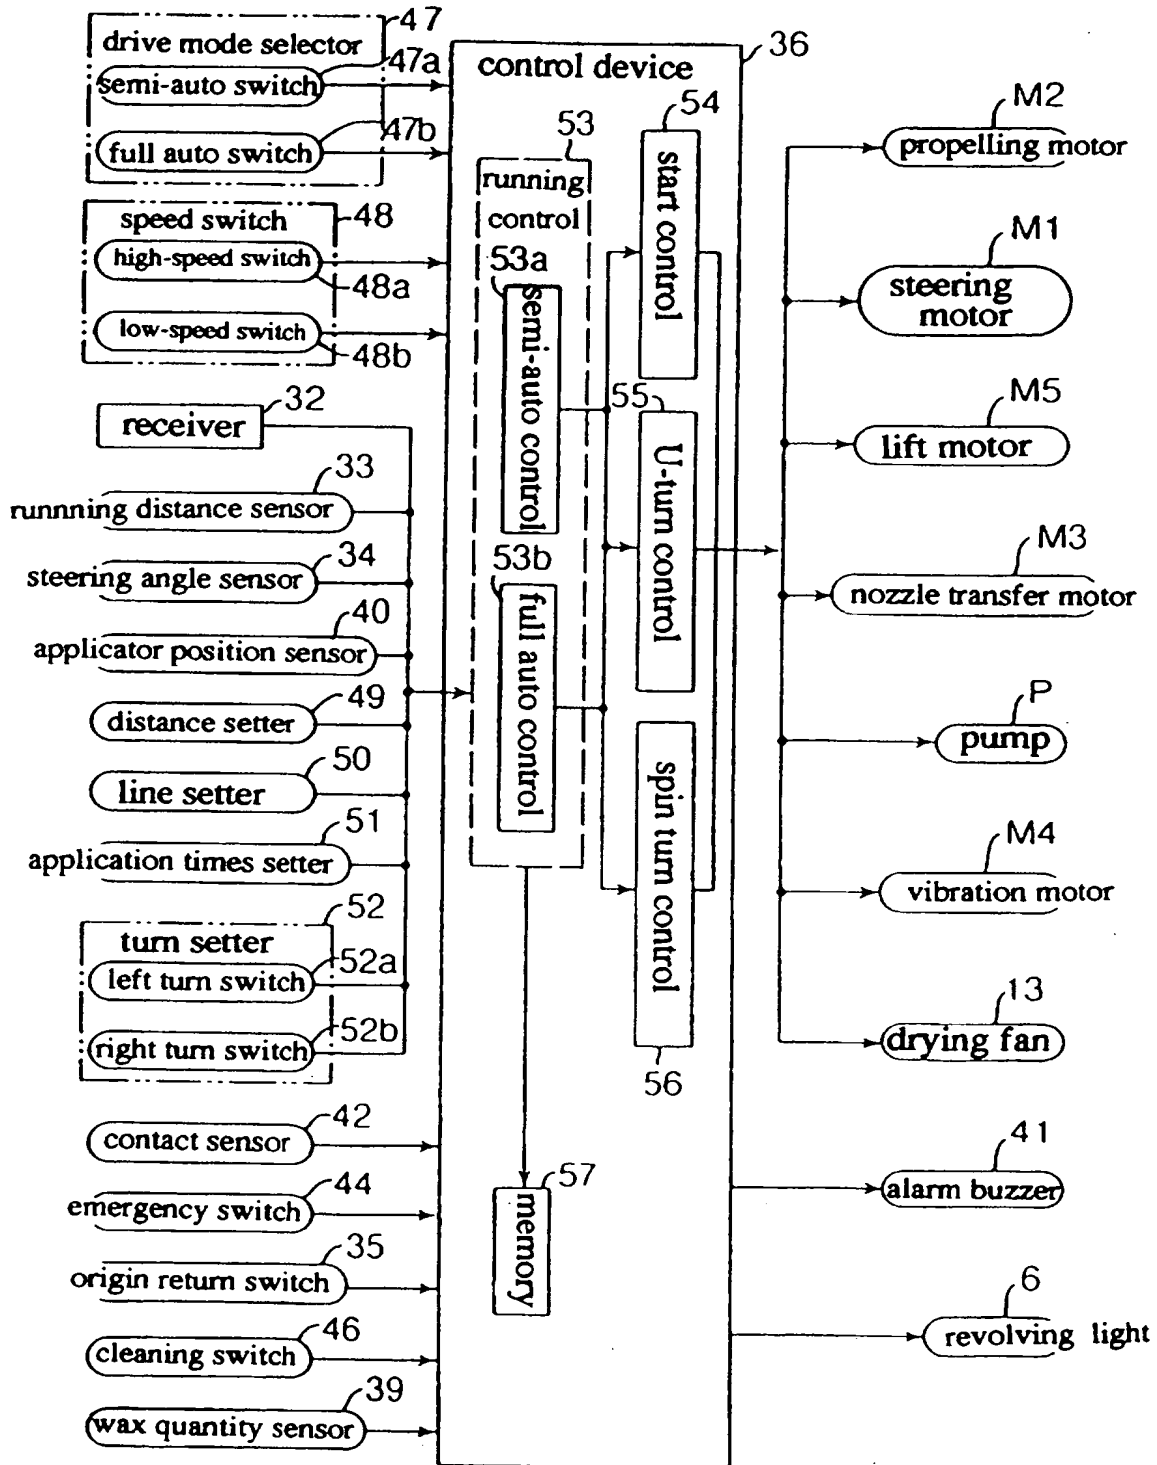 47
drive mode selector
47a
semi-auto switch
47b
full auto switch
speed switch
48
high-speed switch
48a
low-speed switch
48b
32
receiver
33
runnning distance sensor
34
steering angle sensor
40
applicator position sensor
49
distance setter
50
line setter
51
application times setter
52
turn setter
52a
left turn switch
52b
right turn switch
42
contact sensor
44
emergency switch
35
origin return switch
46
cleaning switch
39
wax quantity sensor
36
control device
53
running
control
53a
semi-auto control
53b
full auto control
54
start control
55
U-turn control
spin turn control
56
57
memory
M2
propelling motor
M1
steering
motor
M5
lift motor
M3
nozzle transfer motor
P
pump
M4
vibration motor
13
drying fan
41
alarm buzzer
6
revolving light